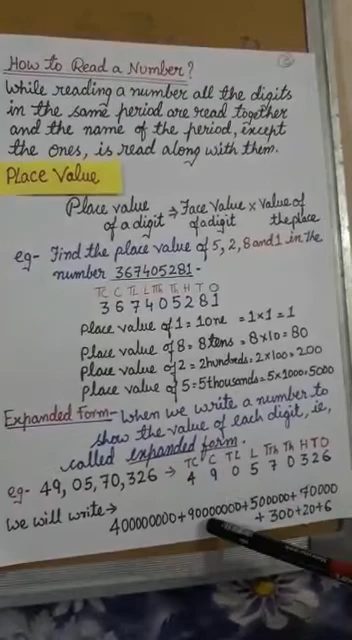 How to Read a Number?
While reading a number all the digits
in the same period are read together
and the name of the period, except
the ones, is read along with them.
Place Value
Place value of a digit ⇒ Face Value of a digit × Value of the place
eg- Find the place value of 5, 2, 8 and 1 in the
number 367405281-
TC C TL L TTh Th H T O
3 6 7 4 0 5 2 8 1
Place value of 1 = 1 one = 1×1 = 1
Place value of 8 = 8 tens = 8×10 = 80
Place value of 2 = 2 hundreds = 2×100 = 200
Place value of 5 = 5 thousands = 5×1000 = 5000
Expanded Form- When we write a number to
show the value of each digit, is,
called expanded form.
eg- 49,05,70,326 → TC C TL L TTh Th H T O
4 9 0 5 7 0 3 2 6
We will write→
400000000+90000000+500000+70000
+300+20+6